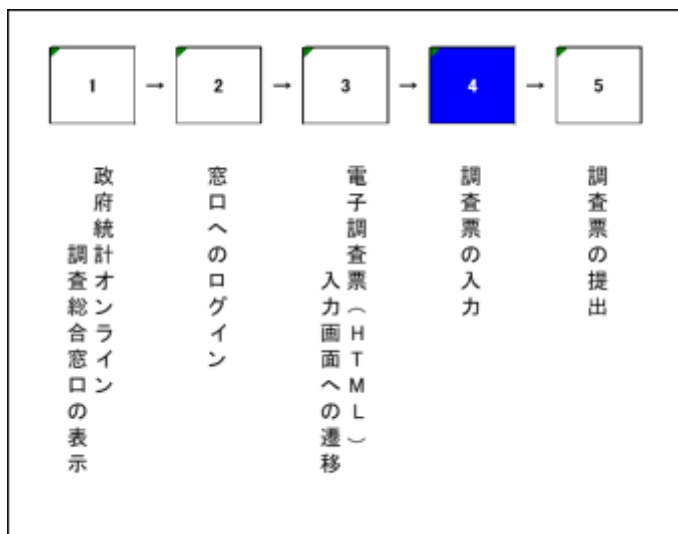 1 → 2 → 3 → 4 → 5
政府統計オンライン
調査総合窓口の表示
窓口へのログイン
電子調査票(HTML)
入力画面への遷移
調査票の入力
調査票の提出